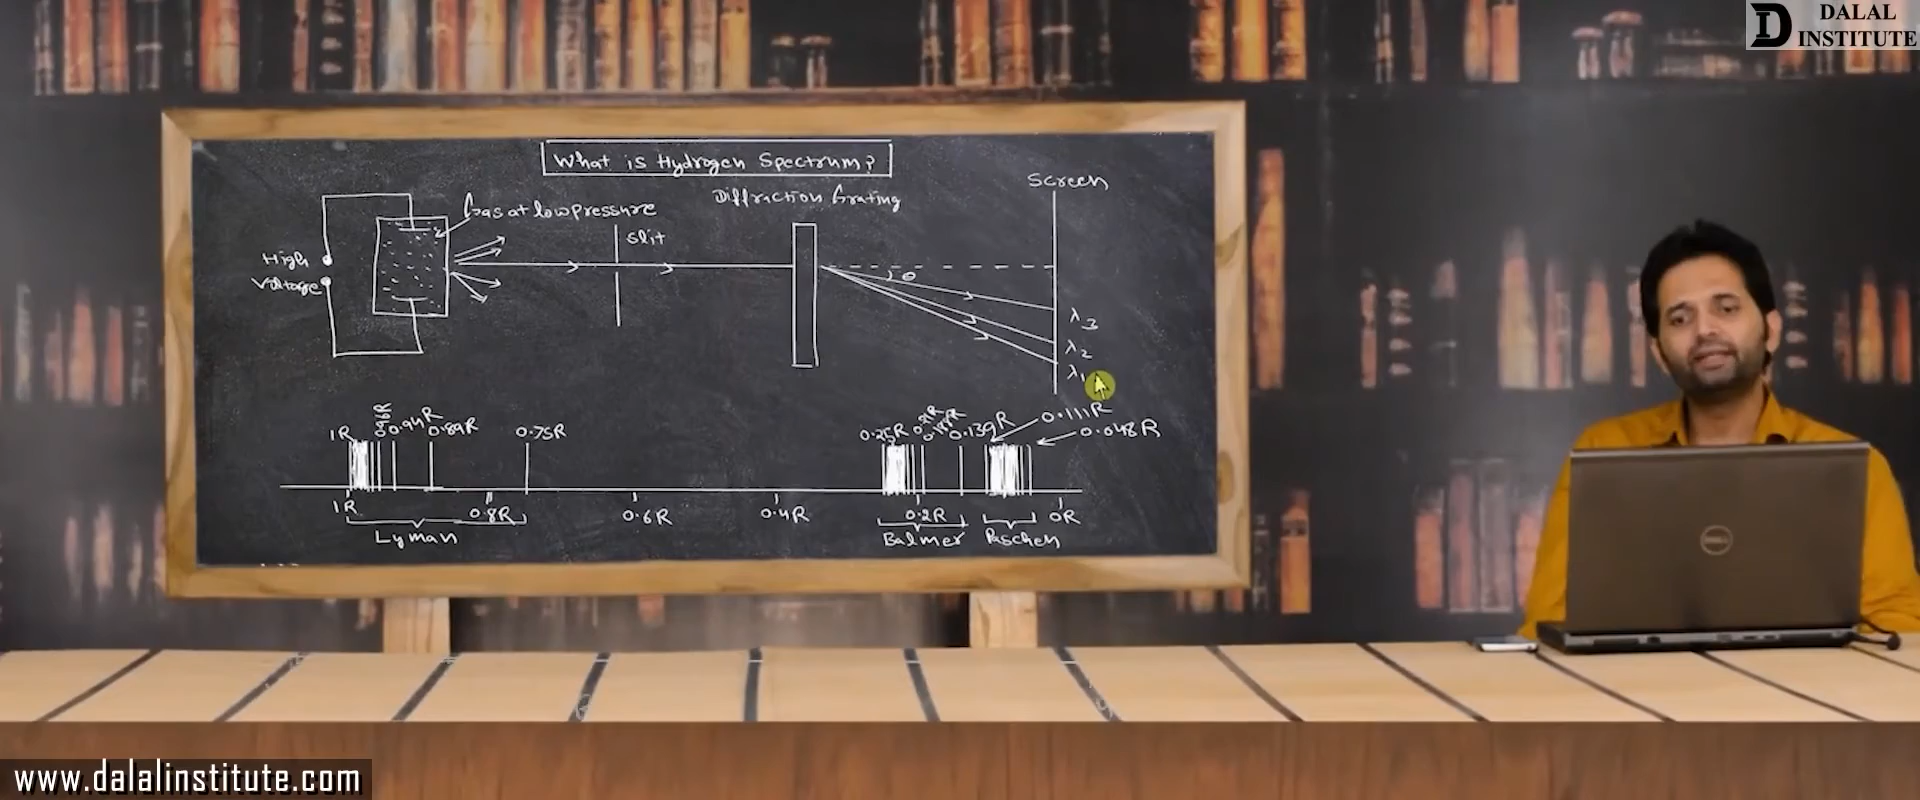 DALAL
INSTITUTE
What is Hydrogen Spectrum?
Screen
Diffraction Grating
Gas at low pressure
slit
High
Voltage
θ
λ3
λ2
λ1
1R 0.96R 0.94R 0.89R 0.75R
0.25R 0.139R 0.111R
0.048R
1R 0.8R 0.6R 0.4R 0.2R 0R
Lyman Balmer Paschen
DELL
www.dalalinstitute.com